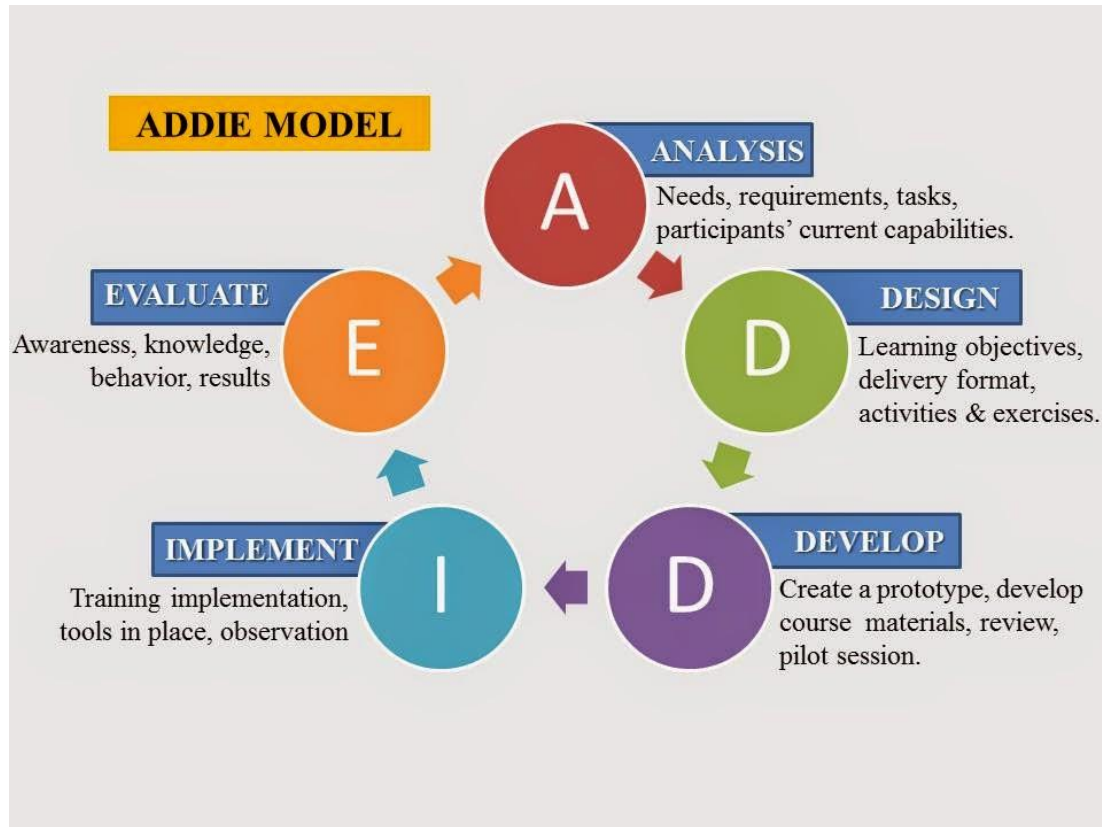 ADDIE MODEL
A
ANALYSIS
Needs, requirements, tasks,
participants’ current capabilities.
D
DESIGN
Learning objectives,
delivery format,
activities & exercises.
D
DEVELOP
Create a prototype, develop
course materials, review,
pilot session.
I
IMPLEMENT
Training implementation,
tools in place, observation
E
EVALUATE
Awareness, knowledge,
behavior, results